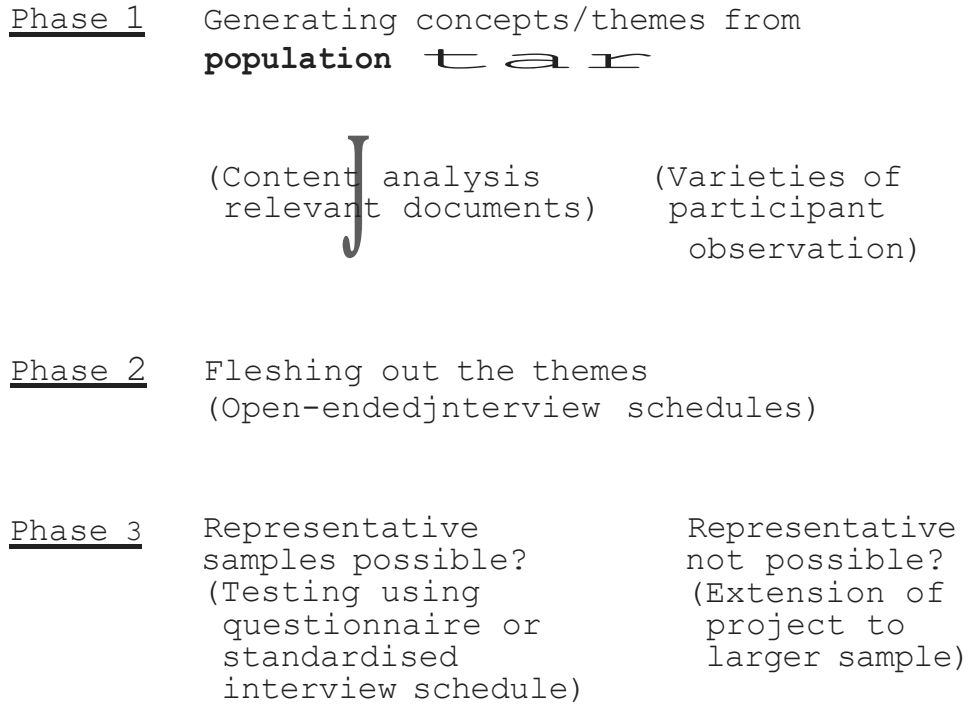 Phase 1 Generating concepts/themes from
population tar
J
(Content analysis
relevant documents)
(Varieties of
participant
observation)
Phase 2 Fleshing out the themes
(Open-endedjnterview schedules)
Phase 3
Representative
samples possible?
(Testing using
questionnaire or
standardised
interview schedule)
Representative
not possible?
(Extension of
project to
larger sample)